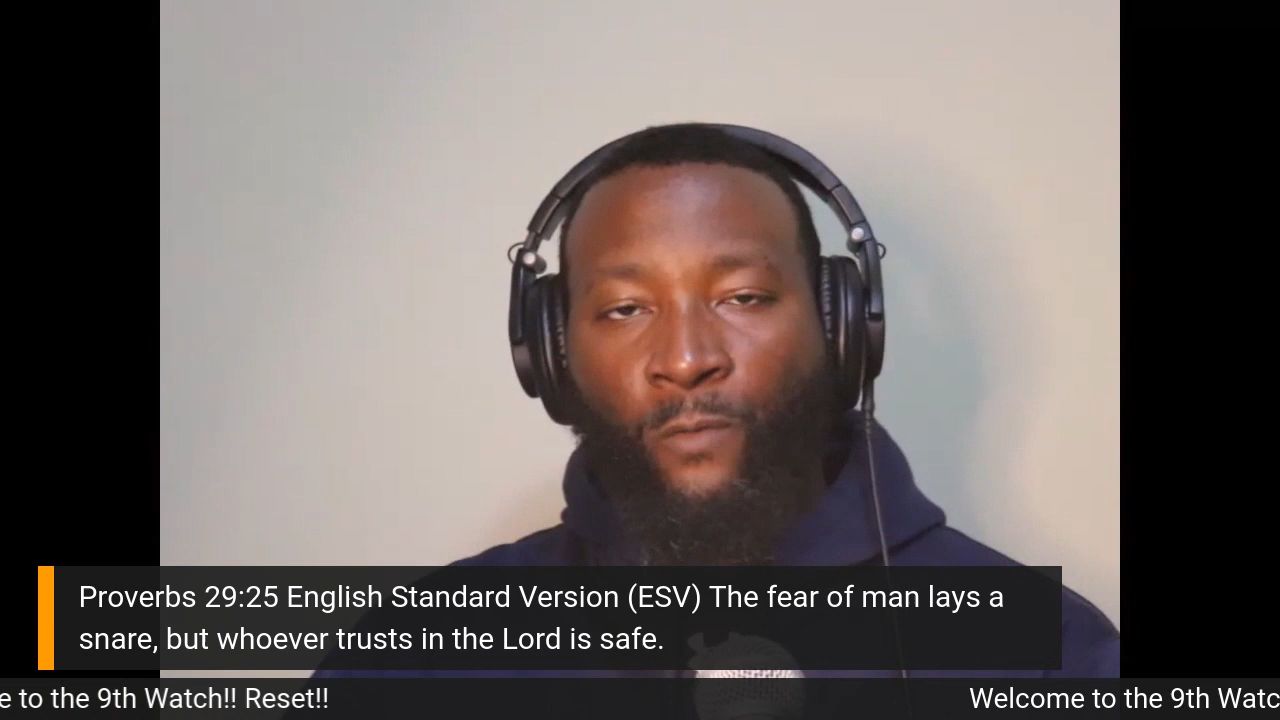 Proverbs 29:25 English Standard Version (ESV) The fear of man lays a
snare, but whoever trusts in the Lord is safe.
e to the 9th Watch!! Reset!!
Welcome to the 9th Watc